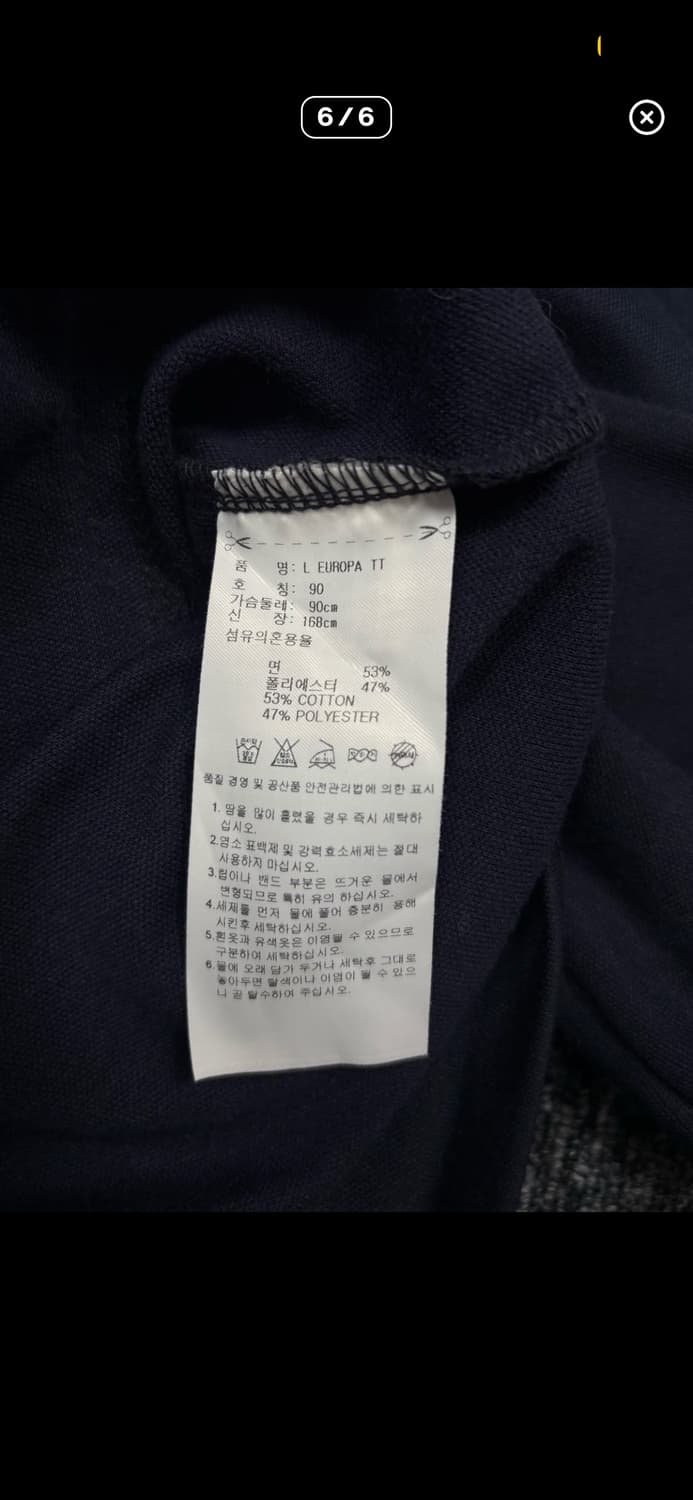 6/6
품 명: L EUROPA TT
호 칭: 90
가슴둘레: 90cm
신 장: 168cm
섬유의혼용율
면 53%
폴리에스터 47%
53% COTTON
47% POLYESTER
품질 경영 및 공산품 안전관리법에 의한 표시
1. 땀을 많이 흘렸을 경우 즉시 세탁하
십시오.
2.염소 표백제 및 강력효소세제는 절대
사용하지 마십시오.
3.립이나 밴드 부분은 뜨거운 물에서
변형되므로 특히 유의 하십시오.
4.세제를 먼저 물에 풀어 충분히 용해
시킨후 세탁하십시오.
5.흰옷과 유색옷은 이염될 수 있으므로
구분하여 세탁하십시오.
6.물에 오래 담가 두거나 세탁후 그대로
놓아두면 탈색이나 이염이 될 수 있으
니 곧 탈수하여 주십시오.